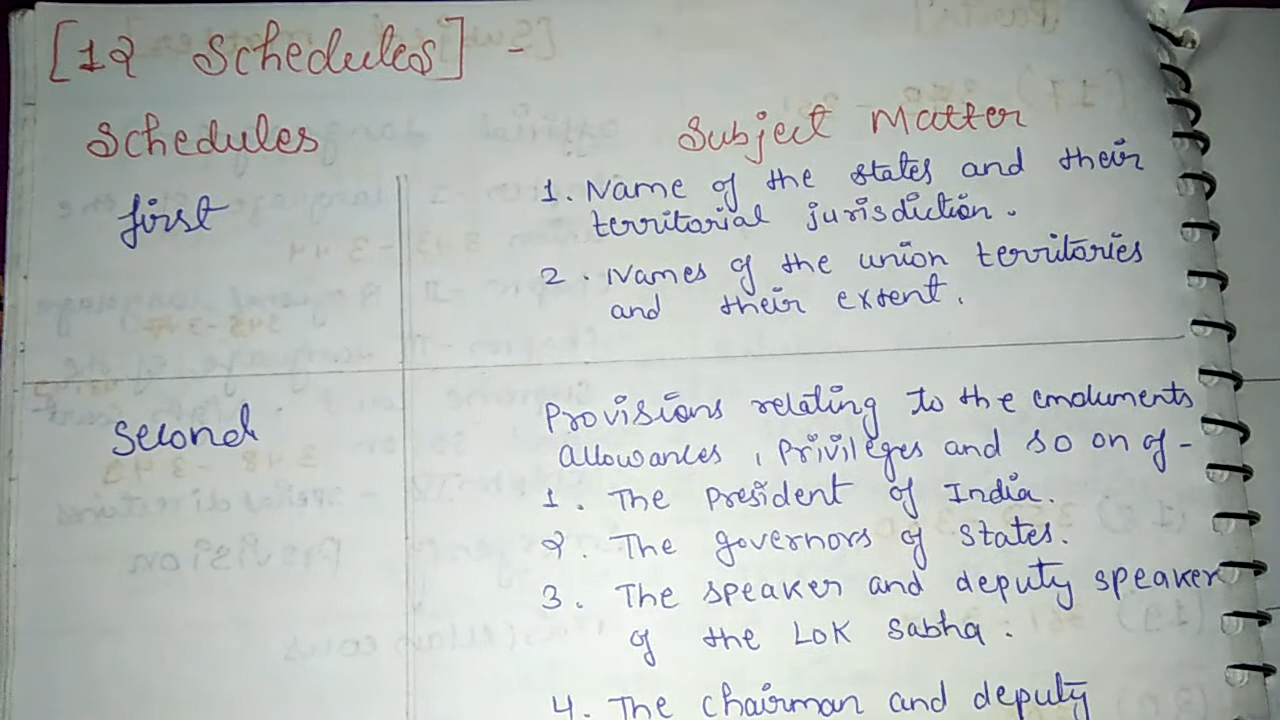 [12 Schedules] -
Schedules Subject Matter
first 1. Name of the states and their
territorial jurisdiction.
2. Names of the union territories
and their extent.
Second Provisions relating to the emoluments
allowances, Privileges and so on of -
1. The President of India.
2. The governors of states.
3. The speaker and deputy speaker
of the Lok sabha.
4. The chairman and deputy